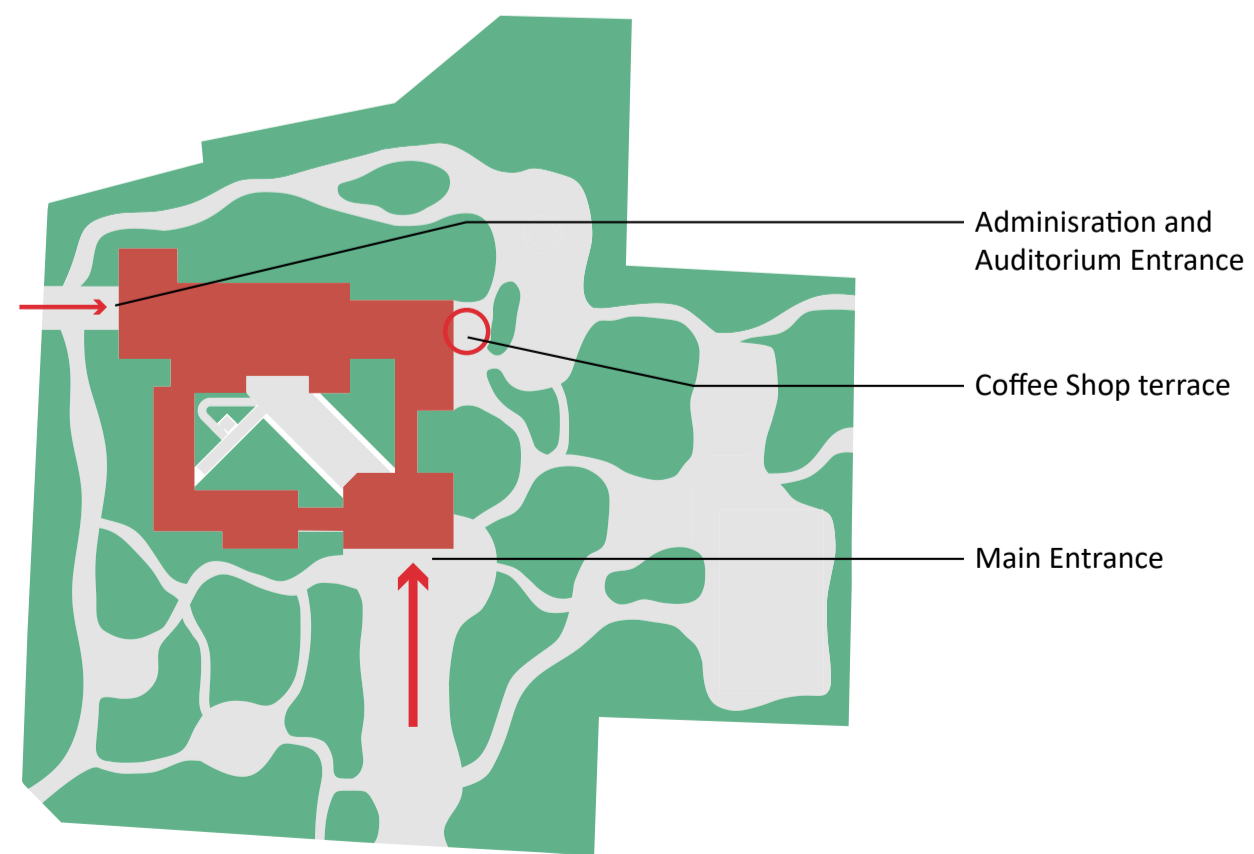 Adminisration and
Auditorium Entrance
Coffee Shop terrace
Main Entrance